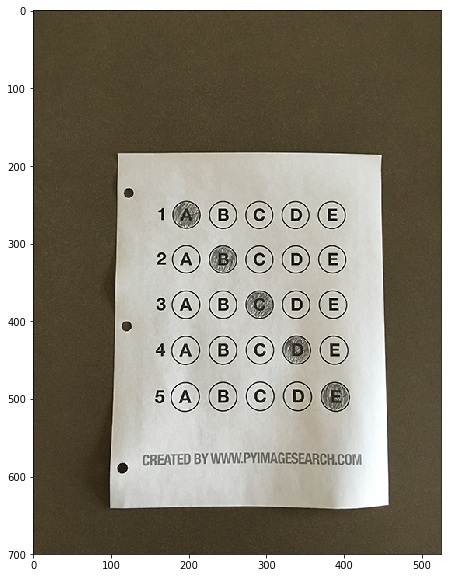 0
100
200
300
400
500
600
700
1 A B C D E
2 A B C D E
3 A B C D E
4 A B C D E
5 A B C D E
CREATED BY WWW.PYIMAGESEARCH.COM
0 100 200 300 400 500